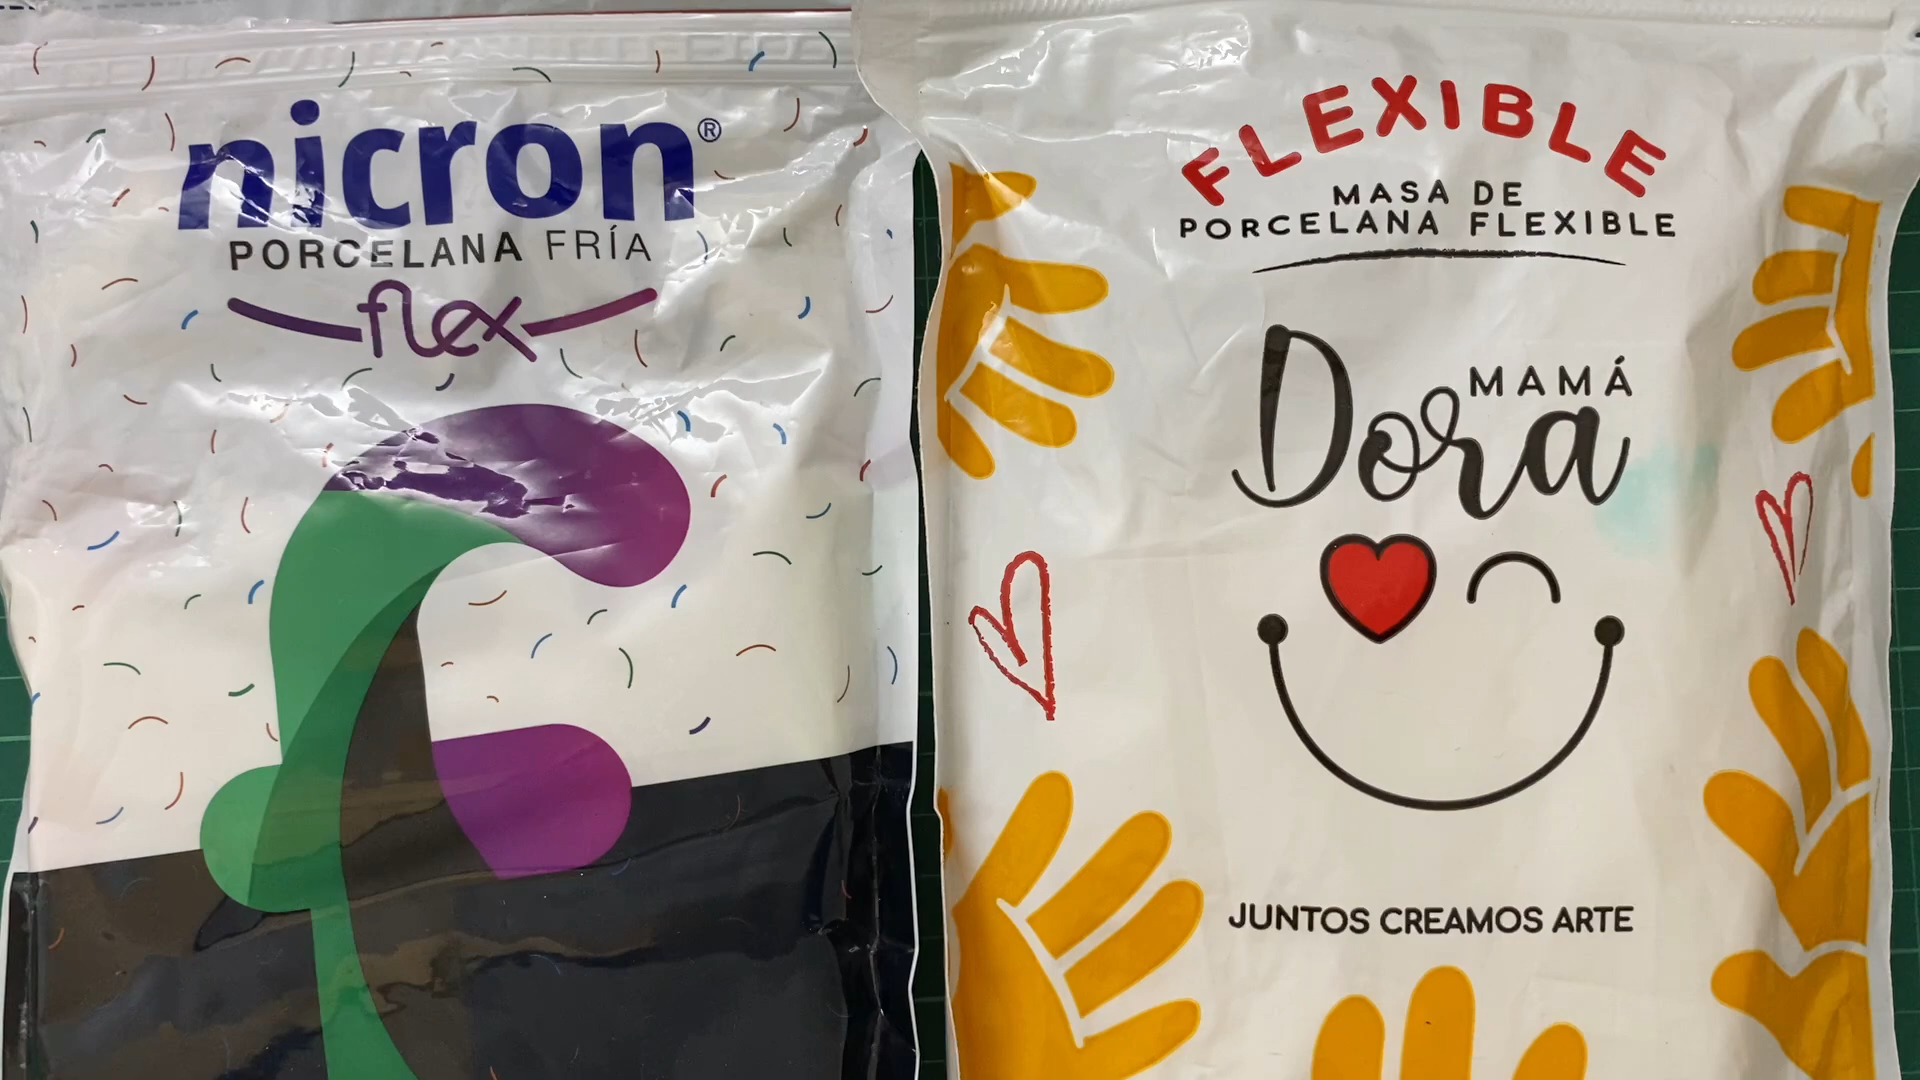 nicron®
PORCELANA FRÍA
flex
FLEXIBLE
MASA DE
PORCELANA FLEXIBLE
MAMÁ
Dora
JUNTOS CREAMOS ARTE